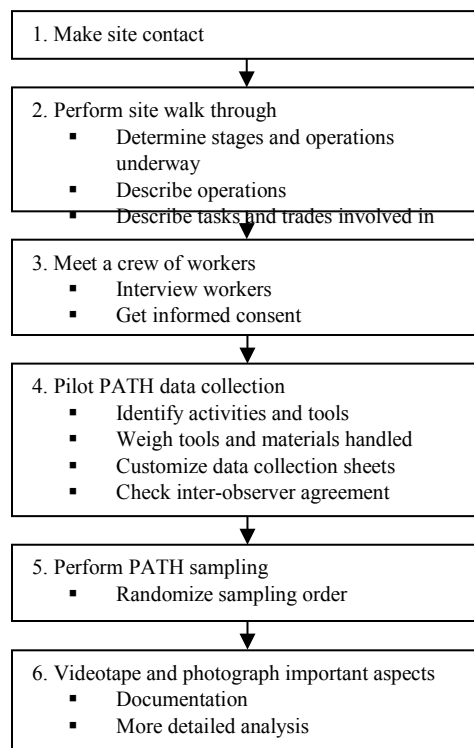 1. Make site contact
2. Perform site walk through
▪ Determine stages and operations
underway
▪ Describe operations
▪ Describe tasks and trades involved in
3. Meet a crew of workers
▪ Interview workers
▪ Get informed consent
4. Pilot PATH data collection
▪ Identify activities and tools
▪ Weigh tools and materials handled
▪ Customize data collection sheets
▪ Check inter-observer agreement
5. Perform PATH sampling
▪ Randomize sampling order
6. Videotape and photograph important aspects
▪ Documentation
▪ More detailed analysis